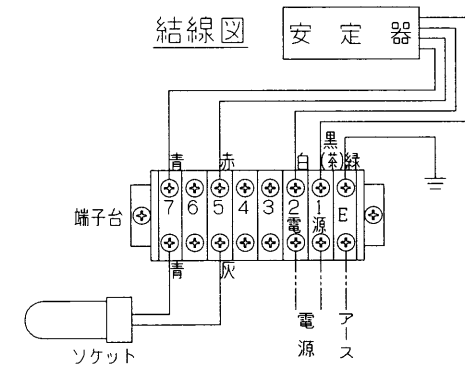 結線図
安定器
青 赤 白 黒(茶) 緑
端子台
7 6 5 4 3 2 1 E
電源
青 灰
電源
アース
ソケット